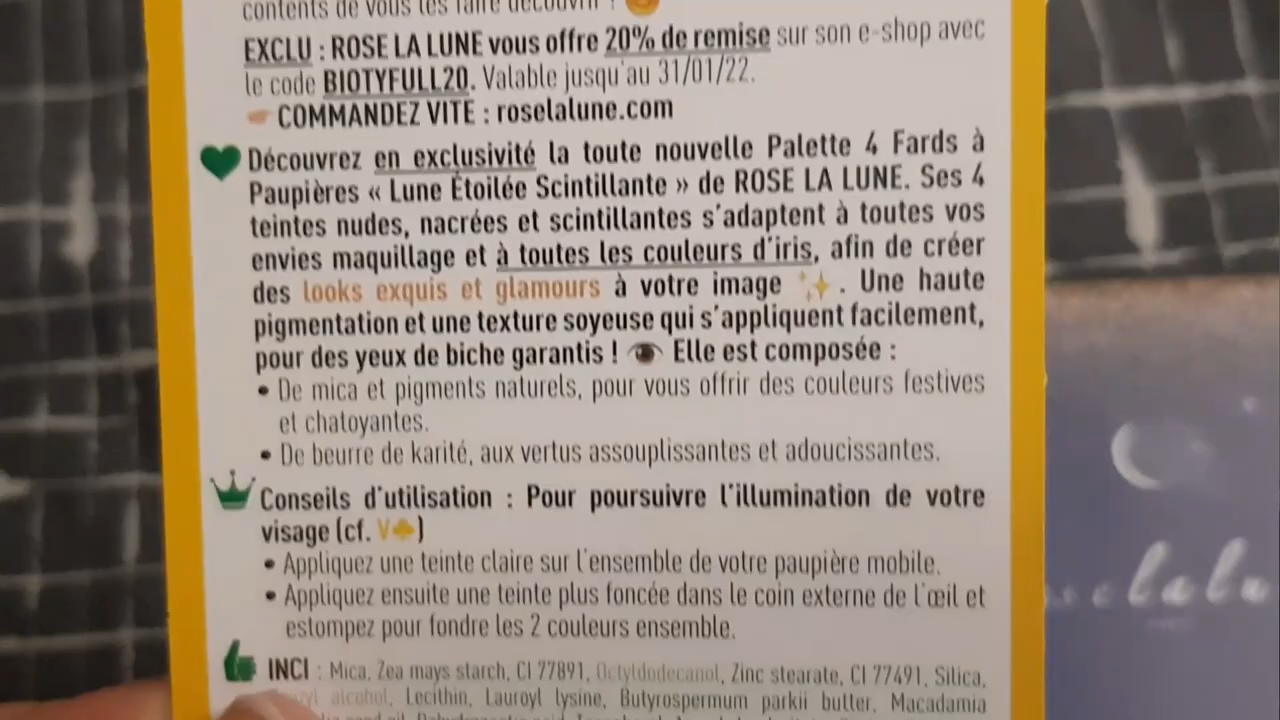 contents de vous les faire découvrir !
EXCLU : ROSE LA LUNE vous offre 20% de remise sur son e-shop avec
le code BIOTYFULL20. Valable jusqu'au 31/01/22.
COMMANDEZ VITE : roselalune.com
Découvrez en exclusivité la toute nouvelle Palette 4 Fards à
Paupières « Lune Étoilée Scintillante » de ROSE LA LUNE. Ses 4
teintes nudes, nacrées et scintillantes s'adaptent à toutes vos
envies maquillage et à toutes les couleurs d'iris, afin de créer
des looks exquis et glamours à votre image ✨. Une haute
pigmentation et une texture soyeuse qui s'appliquent facilement,
pour des yeux de biche garantis ! 👁 Elle est composée :
• De mica et pigments naturels, pour vous offrir des couleurs festives
et chatoyantes.
• De beurre de karité, aux vertus assouplissantes et adoucissantes.
Conseils d'utilisation : Pour poursuivre l'illumination de votre
visage (cf. V♣)
• Appliquez une teinte claire sur l'ensemble de votre paupière mobile.
• Appliquez ensuite une teinte plus foncée dans le coin externe de l'œil et
estompez pour fondre les 2 couleurs ensemble.
INCI : Mica, Zea mays starch, CI 77891, Octyldodecanol, Zinc stearate, CI 77491, Silica,
alcohol, Lecithin, Lauroyl lysine, Butyrospermum parkii butter, Macadamia